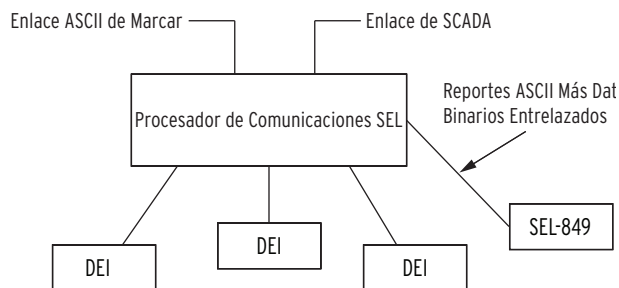 Enlace ASCII de Marcar
Enlace de SCADA
Procesador de Comunicaciones SEL
Reportes ASCII Más Dat
Binarios Entrelazados
SEL-849
DEI
DEI
DEI